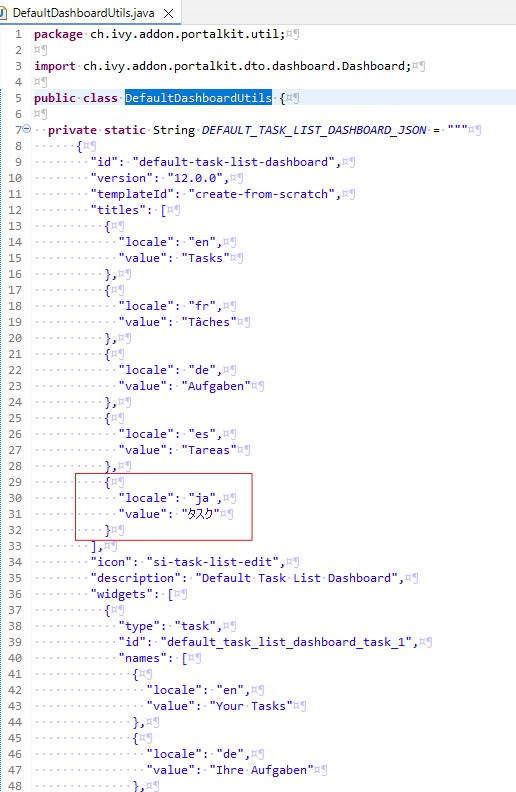 DefaultDashboardUtils.java
1 package ch.ivy.addon.portalkit.util;
2
3 import ch.ivy.addon.portalkit.dto.dashboard.Dashboard;
4
5 public class DefaultDashboardUtils {
6
7 private static String DEFAULT_TASK_LIST_DASHBOARD_JSON = """
8 {
9 "id": "default-task-list-dashboard",
10 "version": "12.0.0",
11 "templateId": "create-from-scratch",
12 "titles": [
13 {
14 "locale": "en",
15 "value": "Tasks"
16 },
17 {
18 "locale": "fr",
19 "value": "Tâches"
20 },
21 {
22 "locale": "de",
23 "value": "Aufgaben"
24 },
25 {
26 "locale": "es",
27 "value": "Tareas"
28 },
29 {
30 "locale": "ja",
31 "value": "タスク"
32 }
33 ],
34 "icon": "si-task-list-edit",
35 "description": "Default Task List Dashboard",
36 "widgets": [
37 {
38 "type": "task",
39 "id": "default_task_list_dashboard_task_1",
40 "names": [
41 {
42 "locale": "en",
43 "value": "Your Tasks"
44 },
45 {
46 "locale": "de",
47 "value": "Ihre Aufgaben"
48 },